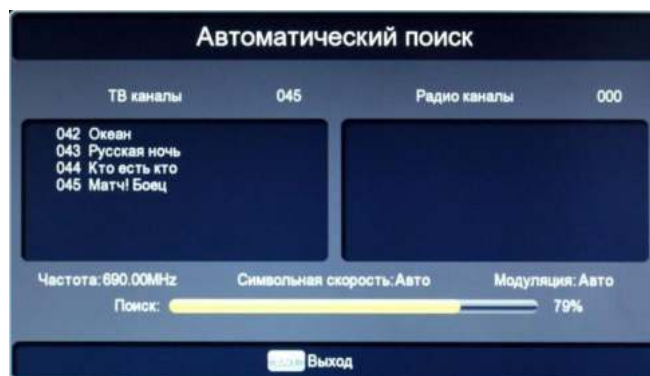 Автоматический поиск
ТВ каналы 045 Радио каналы 000
042 Океан
043 Русская ночь
044 Кто есть кто
045 Матч! Боец
Частота:690.00MHz Символьная скорость:Авто Модуляция:Авто
Поиск: 79%
Выход